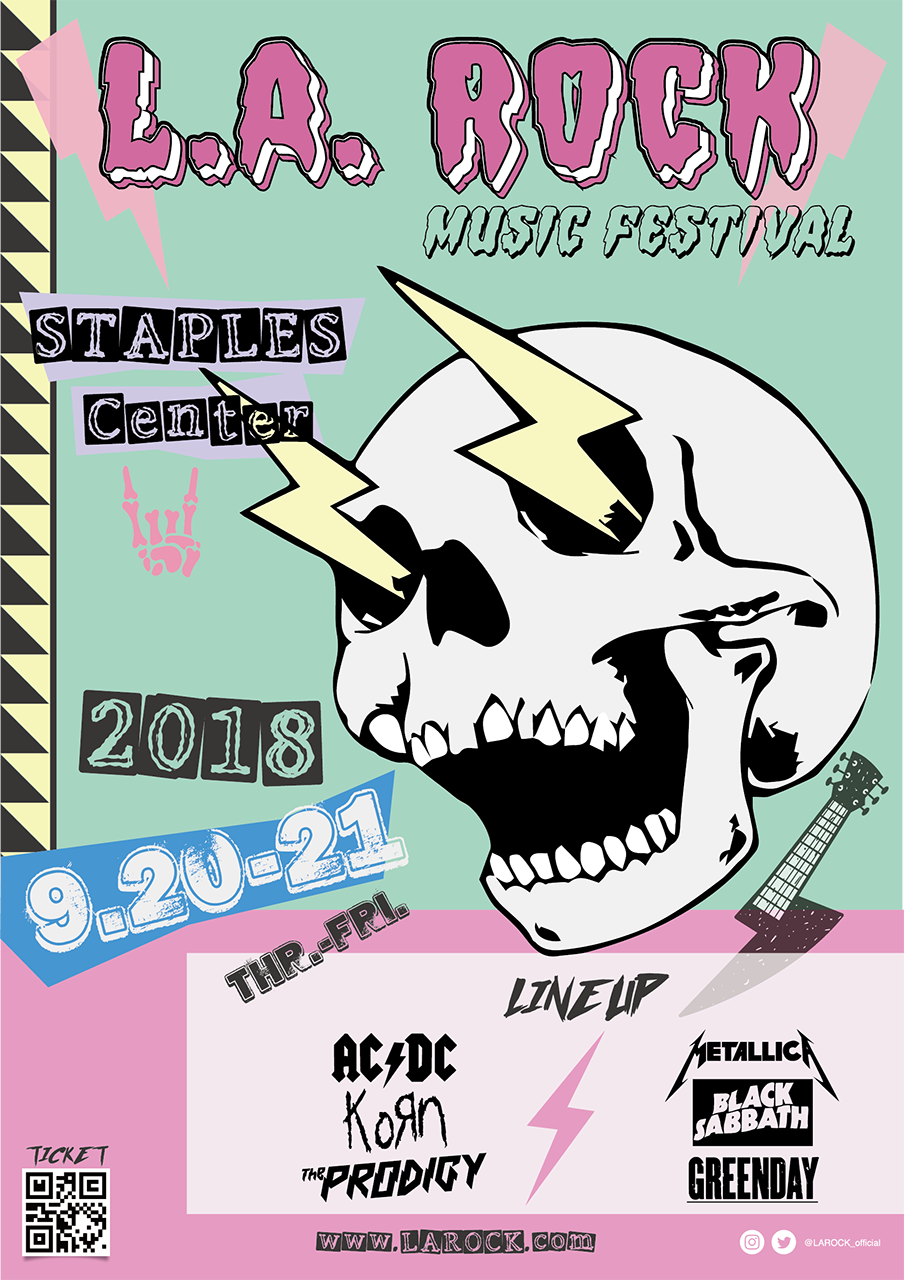 L.A. ROCK
MUSIC FESTIVAL
STAPLES
Center
2018
9.20-21
THR.-FRI.
LINE UP
AC DC
KoЯn
THE PRODIGY
METALLICA
BLACK
SABBATH
GREENDAY
TICKET
www.LAROCK.com
@LAROCK_official